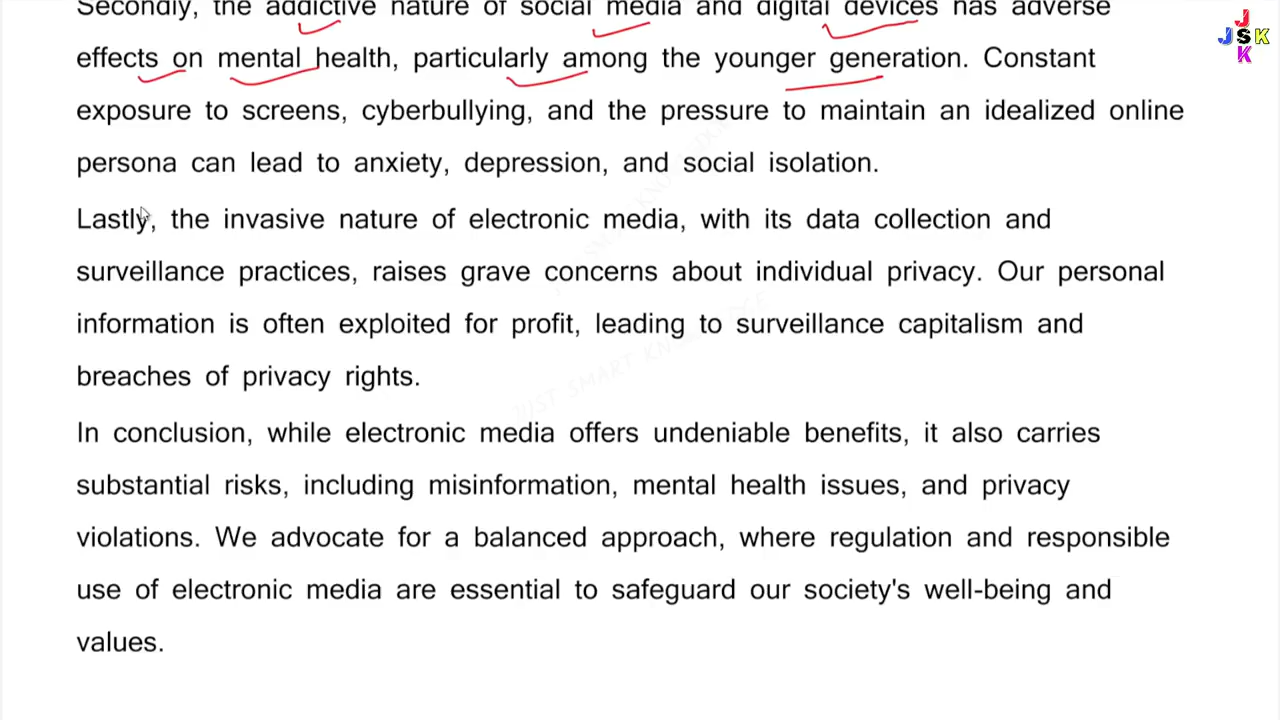 Secondly, the addictive nature of social media and digital devices has adverse
effects on mental health, particularly among the younger generation. Constant
exposure to screens, cyberbullying, and the pressure to maintain an idealized online
persona can lead to anxiety, depression, and social isolation.
Lastly, the invasive nature of electronic media, with its data collection and
surveillance practices, raises grave concerns about individual privacy. Our personal
information is often exploited for profit, leading to surveillance capitalism and
breaches of privacy rights.
In conclusion, while electronic media offers undeniable benefits, it also carries
substantial risks, including misinformation, mental health issues, and privacy
violations. We advocate for a balanced approach, where regulation and responsible
use of electronic media are essential to safeguard our society's well-being and
values.
J
JSK
K
JUST SMART KNOWLEDGE